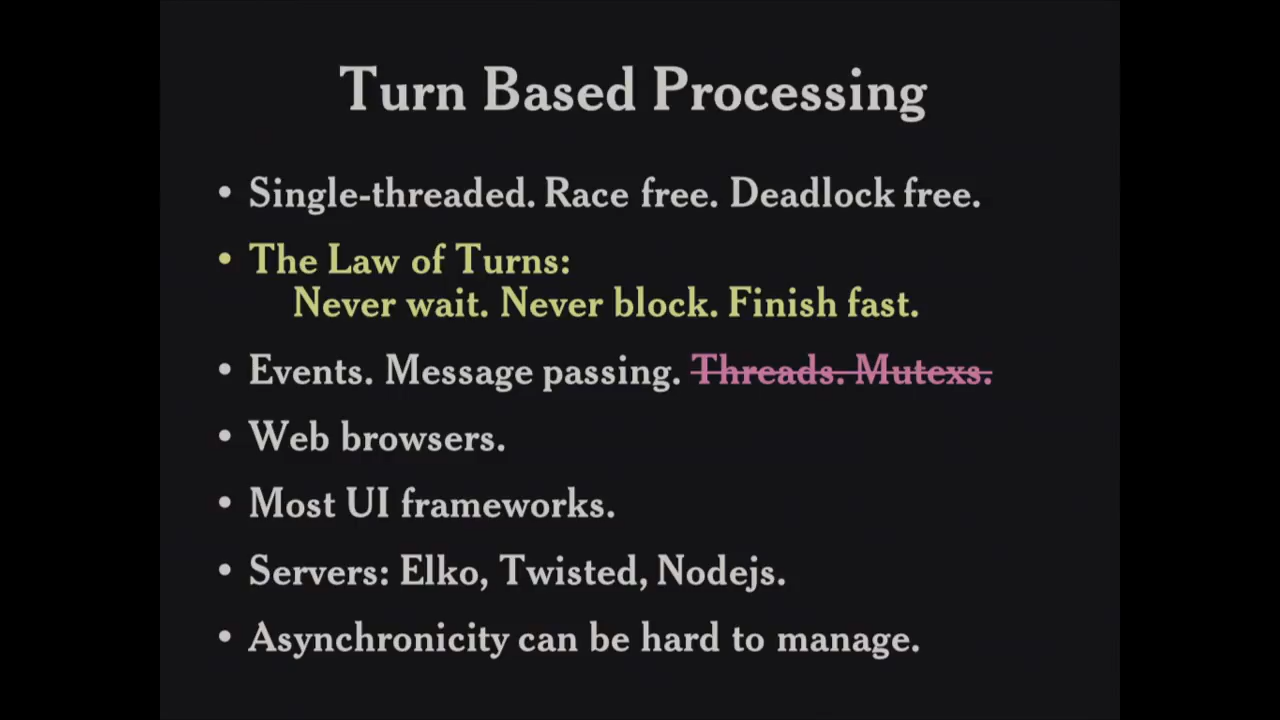 Turn Based Processing
• Single-threaded. Race free. Deadlock free.
• The Law of Turns:
Never wait. Never block. Finish fast.
• Events. Message passing. Threads. Mutexs.
• Web browsers.
• Most UI frameworks.
• Servers: Elko, Twisted, Nodejs.
• Asynchronicity can be hard to manage.